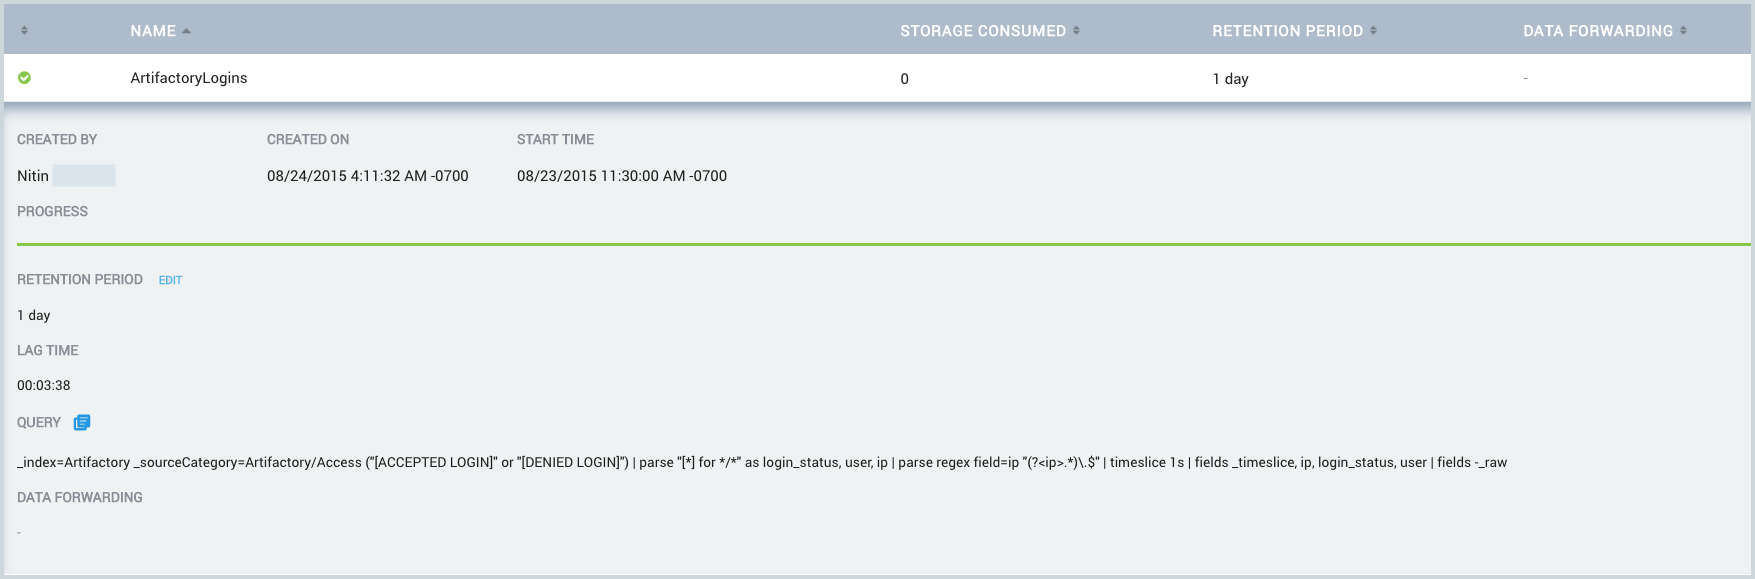 NAME STORAGE CONSUMED RETENTION PERIOD DATA FORWARDING
ArtifactoryLogins 0 1 day -
CREATED BY CREATED ON START TIME
Nitin 08/24/2015 4:11:32 AM -0700 08/23/2015 11:30:00 AM -0700
PROGRESS
RETENTION PERIOD EDIT
1 day
LAG TIME
00:03:38
QUERY
_index=Artifactory _sourceCategory=Artifactory/Access ("[ACCEPTED LOGIN]" or "[DENIED LOGIN]") | parse "[*] for */*" as login_status, user, ip | parse regex field=ip "(?<ip>.*)\.$" | timeslice 1s | fields _timeslice, ip, login_status, user | fields -_raw
DATA FORWARDING
-